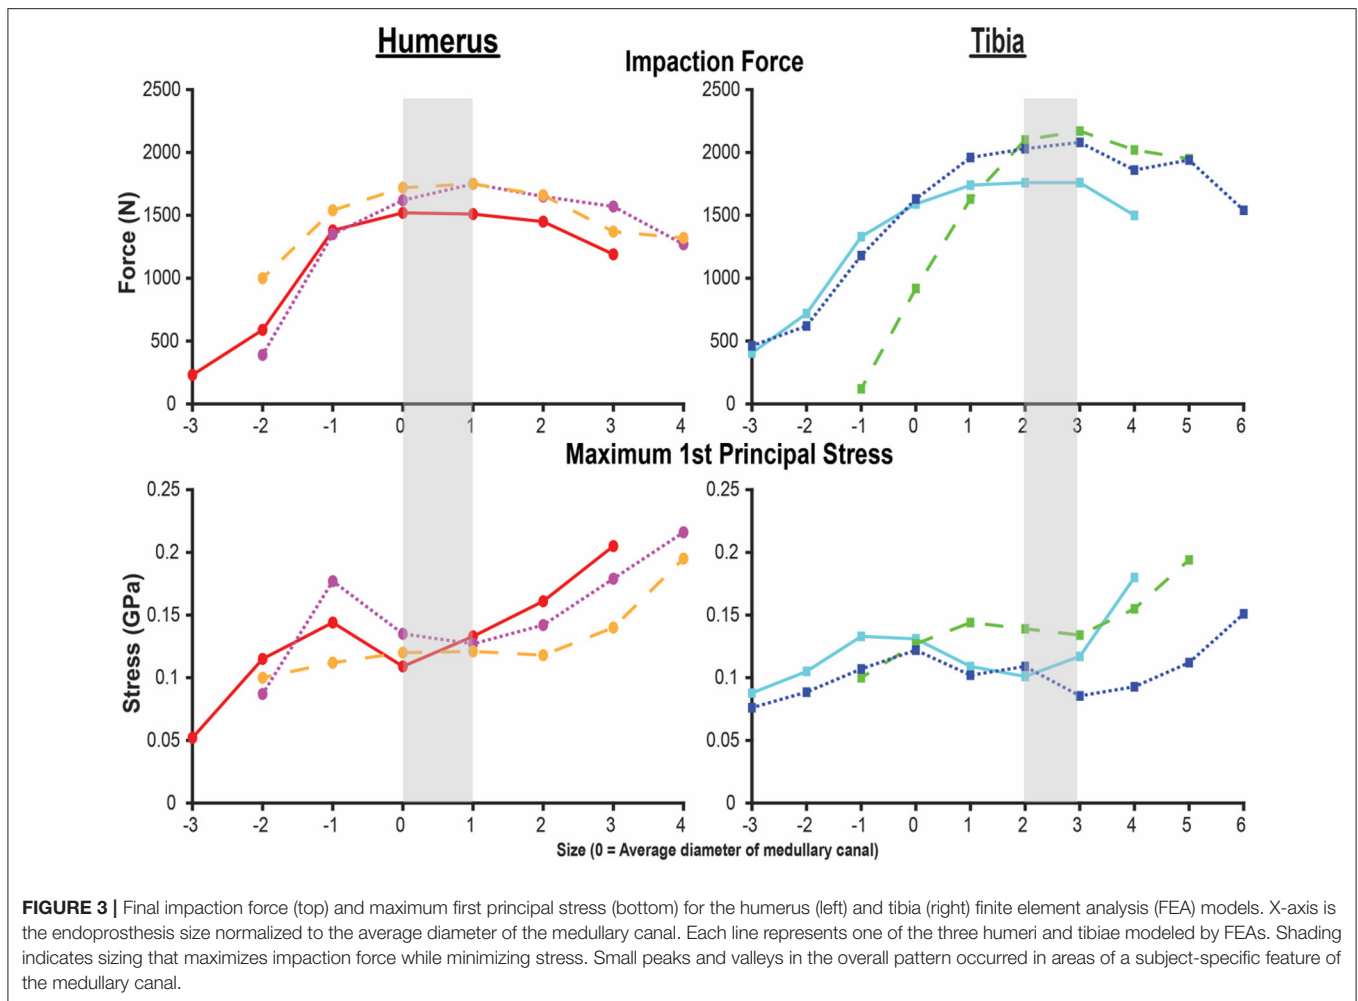 Humerus
Tibia
Impaction Force
2500
2000
1500
1000
500
0
Force (N)
-3 -2 -1 0 1 2 3 4
2500
2000
1500
1000
500
0
-3 -2 -1 0 1 2 3 4 5 6
Maximum 1st Principal Stress
0.25
0.2
0.15
0.1
0.05
0
Stress (GPa)
-3 -2 -1 0 1 2 3 4
0.25
0.2
0.15
0.1
0.05
0
-3 -2 -1 0 1 2 3 4 5 6
Size (0 = Average diameter of medullary canal)
FIGURE 3 | Final impaction force (top) and maximum first principal stress (bottom) for the humerus (left) and tibia (right) finite element analysis (FEA) models. X-axis is
the endoprosthesis size normalized to the average diameter of the medullary canal. Each line represents one of the three humeri and tibiae modeled by FEAs. Shading
indicates sizing that maximizes impaction force while minimizing stress. Small peaks and valleys in the overall pattern occurred in areas of a subject-specific feature of
the medullary canal.